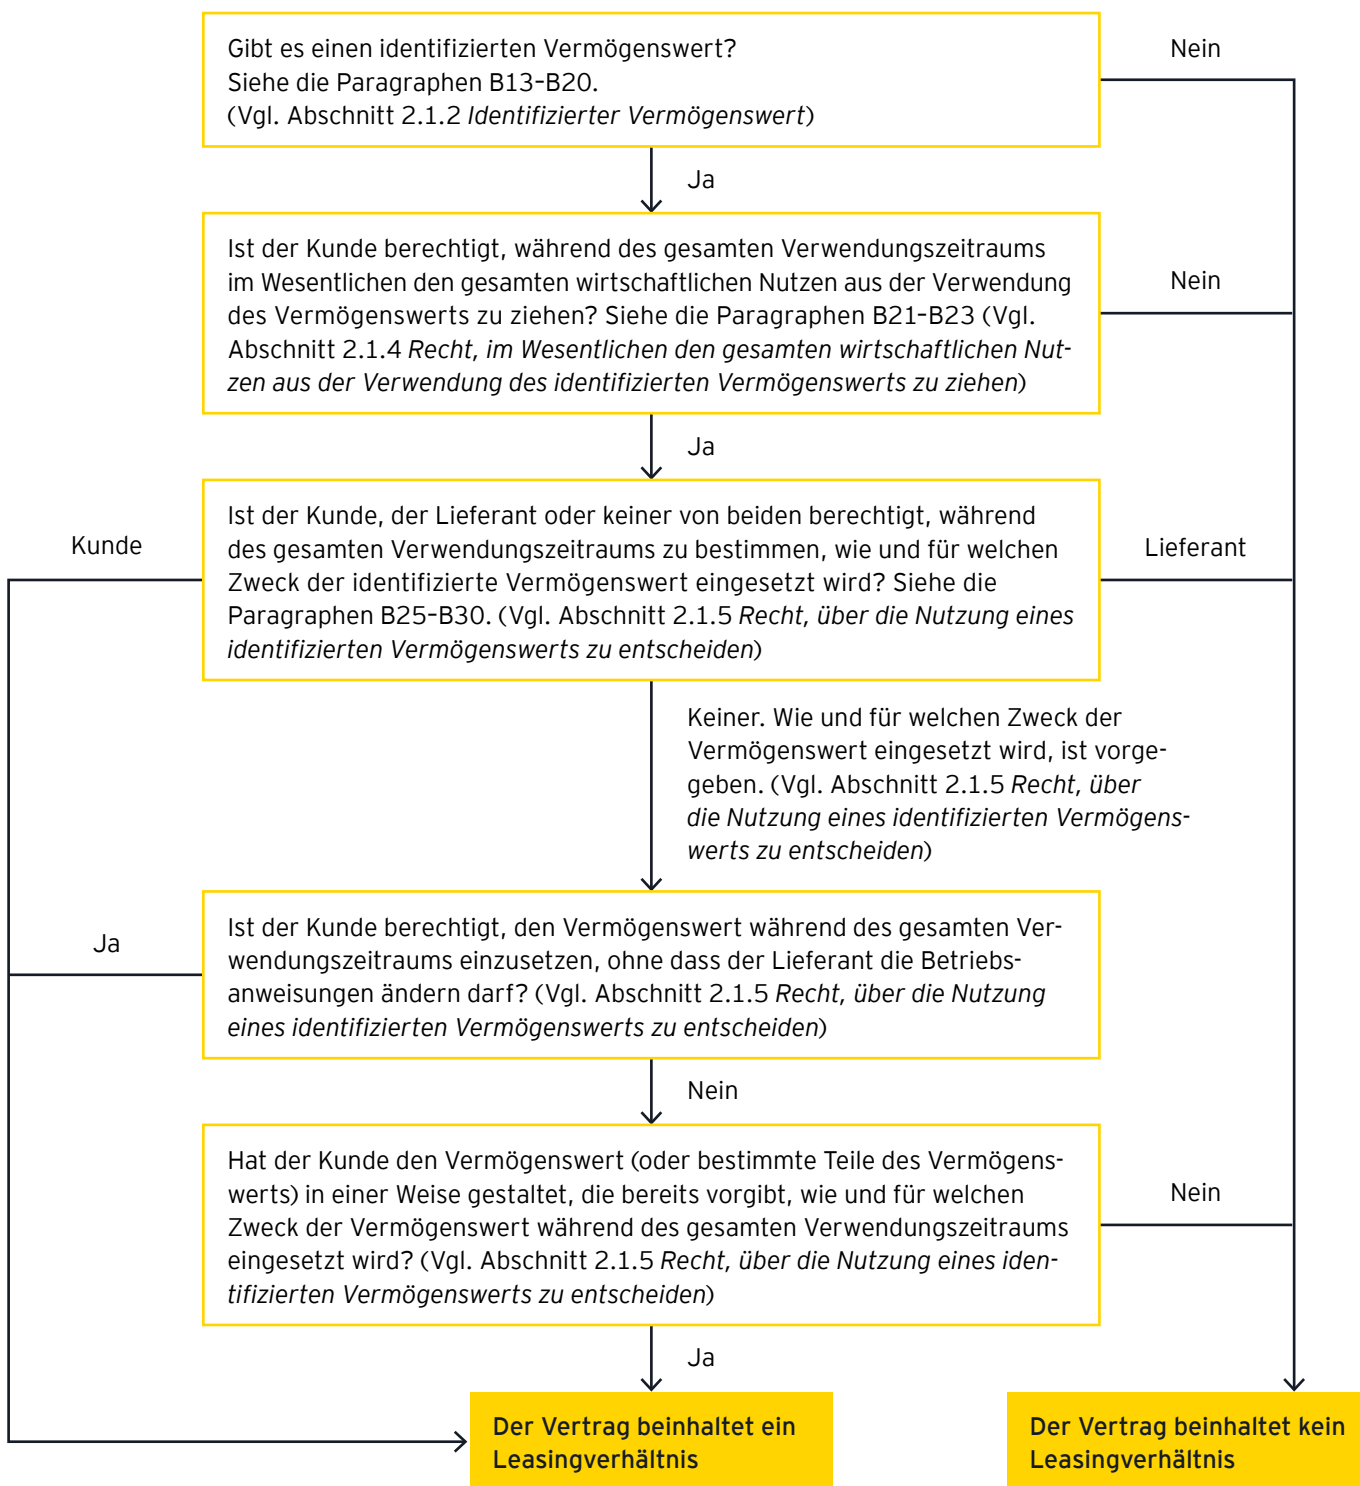 Gibt es einen identifizierten Vermögenswert?
Siehe die Paragraphen B13–B20.
(Vgl. Abschnitt 2.1.2 Identifizierter Vermögenswert)
Nein
Ja
Ist der Kunde berechtigt, während des gesamten Verwendungszeitraums
im Wesentlichen den gesamten wirtschaftlichen Nutzen aus der Verwendung
des Vermögenswerts zu ziehen? Siehe die Paragraphen B21–B23 (Vgl.
Abschnitt 2.1.4 Recht, im Wesentlichen den gesamten wirtschaftlichen Nut-
zen aus der Verwendung des identifizierten Vermögenswerts zu ziehen)
Nein
Ja
Kunde
Ist der Kunde, der Lieferant oder keiner von beiden berechtigt, während
des gesamten Verwendungszeitraums zu bestimmen, wie und für welchen
Zweck der identifizierte Vermögenswert eingesetzt wird? Siehe die
Paragraphen B25–B30. (Vgl. Abschnitt 2.1.5 Recht, über die Nutzung eines
identifizierten Vermögenswerts zu entscheiden)
Lieferant
Keiner. Wie und für welchen Zweck der
Vermögenswert eingesetzt wird, ist vorge-
geben. (Vgl. Abschnitt 2.1.5 Recht, über
die Nutzung eines identifizierten Vermögens-
werts zu entscheiden)
Ja
Ist der Kunde berechtigt, den Vermögenswert während des gesamten Ver-
wendungszeitraums einzusetzen, ohne dass der Lieferant die Betriebs-
anweisungen ändern darf? (Vgl. Abschnitt 2.1.5 Recht, über die Nutzung
eines identifizierten Vermögenswerts zu entscheiden)
Nein
Hat der Kunde den Vermögenswert (oder bestimmte Teile des Vermögens-
werts) in einer Weise gestaltet, die bereits vorgibt, wie und für welchen
Zweck der Vermögenswert während des gesamten Verwendungszeitraums
eingesetzt wird? (Vgl. Abschnitt 2.1.5 Recht, über die Nutzung eines iden-
tifizierten Vermögenswerts zu entscheiden)
Nein
Ja
Der Vertrag beinhaltet ein
Leasingverhältnis
Der Vertrag beinhaltet kein
Leasingverhältnis